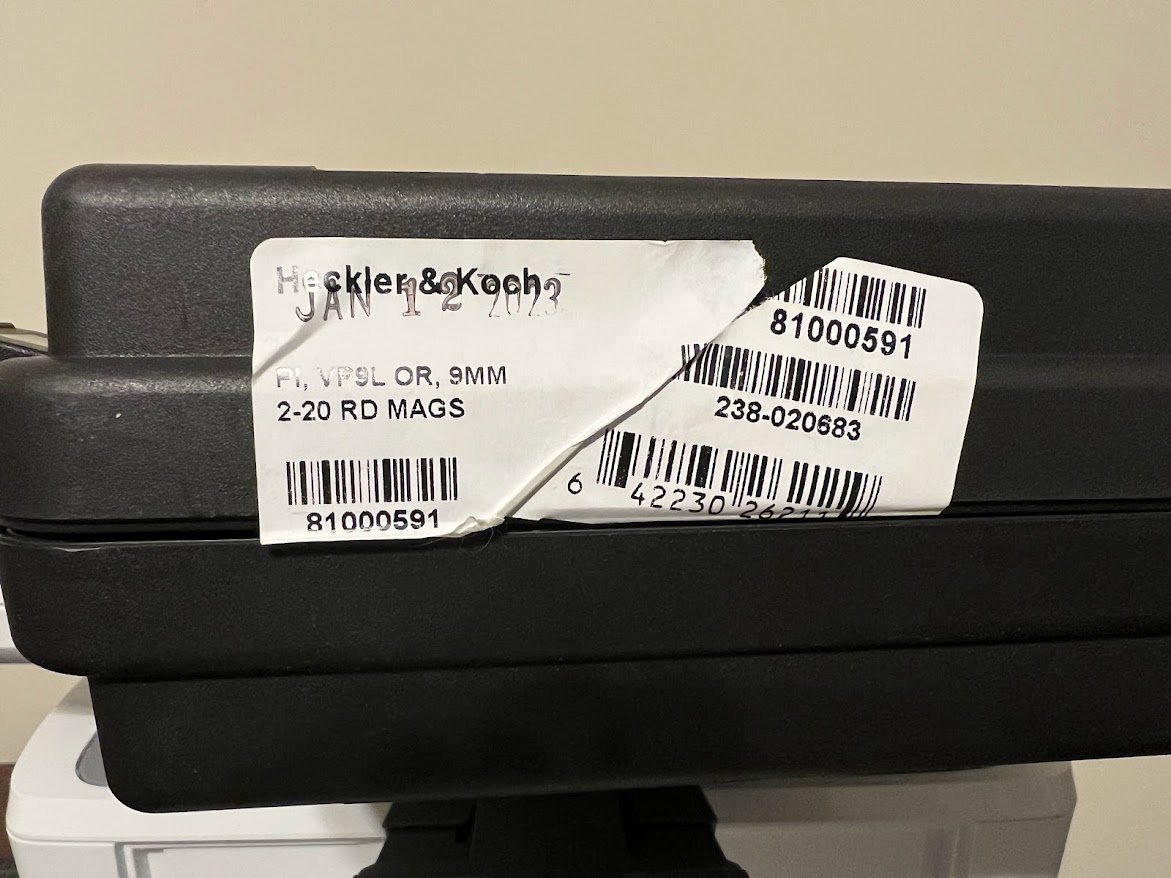 Heckler & Koch
JAN 12 2023
PI, VP9L OR, 9MM
2-20 RD MAGS
81000591
81000591
238-020683
6 42230 26211